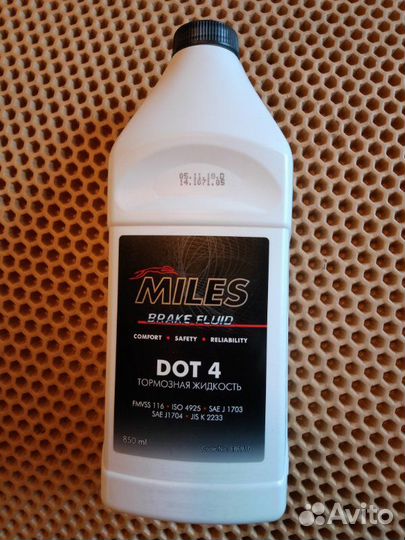 MILES
BRAKE FLUID
COMFORT • SAFETY • RELIABILITY
DOT 4
ТОРМОЗНАЯ ЖИДКОСТЬ
FMVSS 116 • ISO 4925 • SAE J 1703
SAE J1704 • JIS K 2233
850 ml
Avito